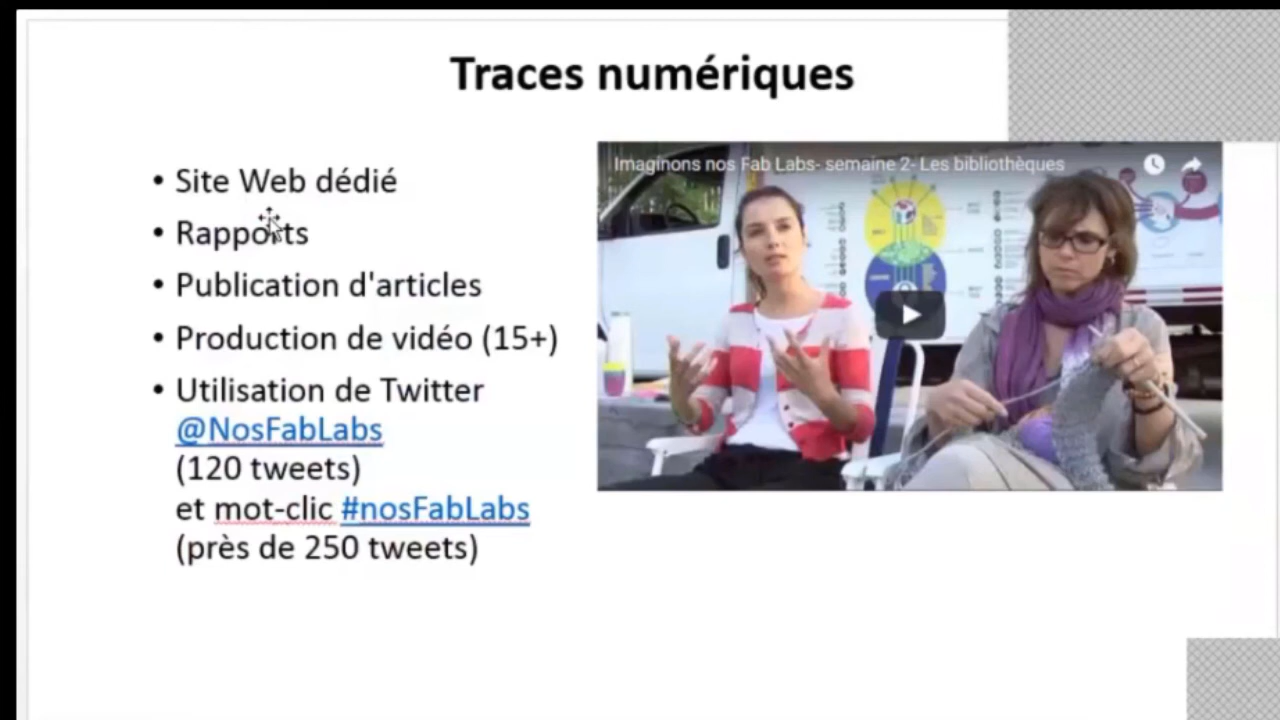 Traces numériques
• Site Web dédié
• Rapports
• Publication d'articles
• Production de vidéo (15+)
• Utilisation de Twitter
@NosFabLabs
(120 tweets)
et mot-clic #nosFabLabs
(près de 250 tweets)
Imaginons nos Fab Labs- semaine 2- Les bibliothèques